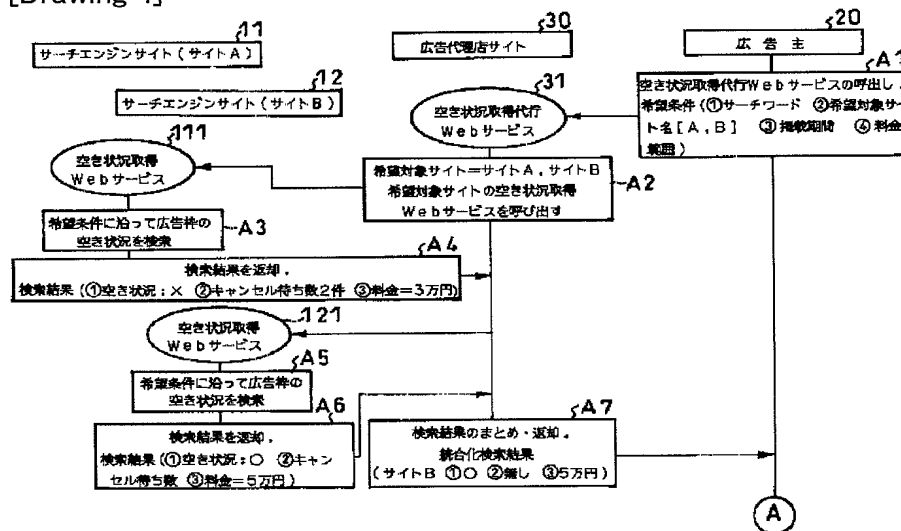 [Drawing 4]
11
30
20
サーチエンジンサイト(サイトA)
広告代理店サイト
広 告 主
12
サーチエンジンサイト(サイトB)
31
空き状況取得代行
Webサービス
A1
空き状況取得代行Webサービスの呼出し.
希望条件(①サーチワード ②希望対象サイ
ト名[A,B] ③掲載期間 ④料金
範囲)
111
空き状況取得
Webサービス
希望対象サイト=サイトA,サイトB
希望対象サイトの空き状況取得
Webサービスを呼び出す
A2
希望条件に沿って広告枠の
空き状況を検索
A3
A4
検索結果を返却.
検索結果(①空き状況:× ②キャンセル待ち数2件 ③料金=3万円)
121
空き状況取得
Webサービス
A5
希望条件に沿って広告枠の
空き状況を検索
A6
検索結果を返却.
検索結果(①空き状況:○ ②キャン
セル待ち数 ③料金=5万円)
A7
検索結果のまとめ・返却.
統合化検索結果
(サイトB ①○ ②無し ③5万円)
A